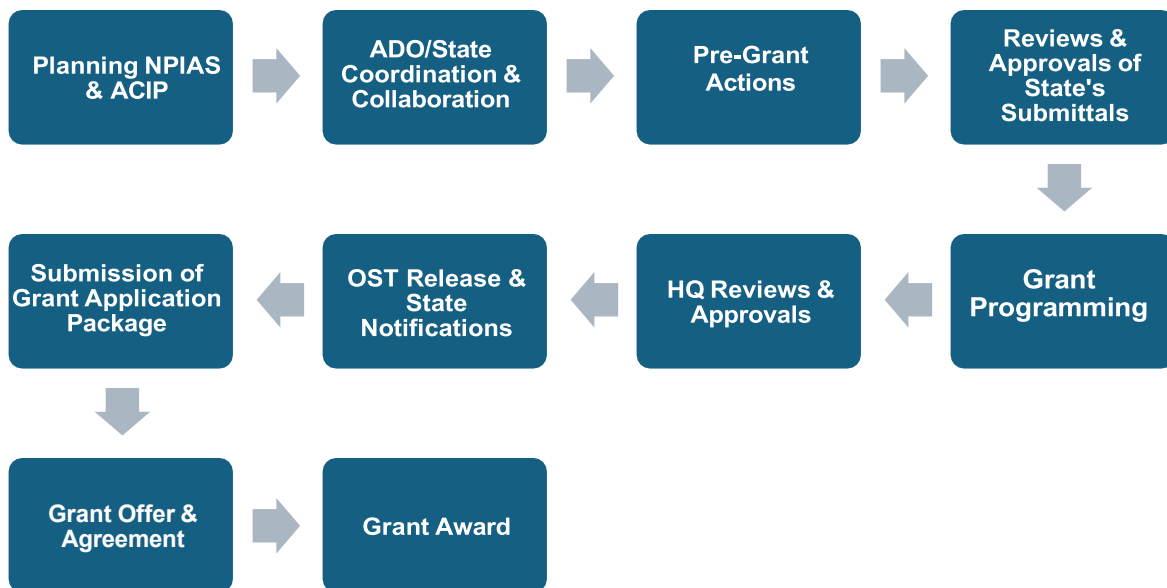 Planning NPIAS
& ACIP
ADO/State
Coordination &
Collaboration
Pre-Grant
Actions
Reviews &
Approvals of
State's
Submittals
Grant
Programming
HQ Reviews &
Approvals
OST Release &
State
Notifications
Submission of
Grant Application
Package
Grant Offer &
Agreement
Grant Award